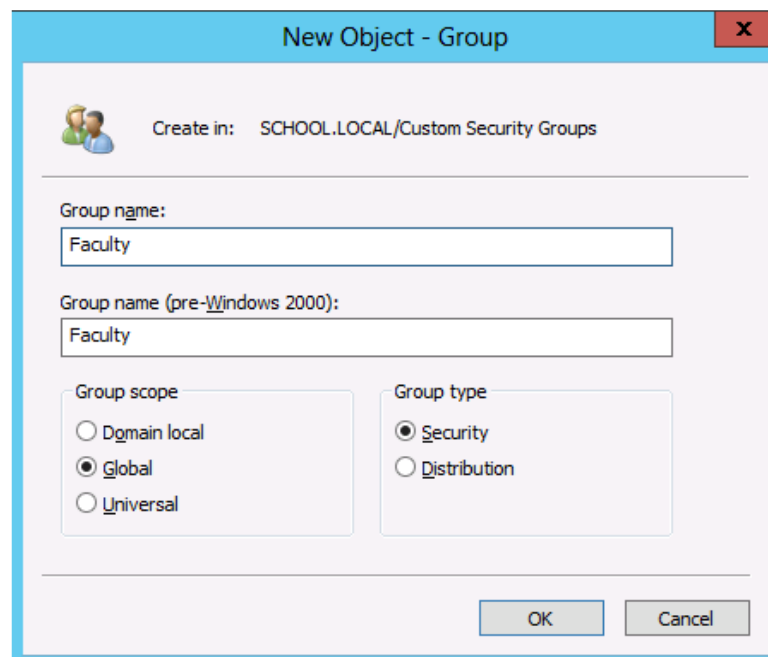 New Object - Group
x
Create in: SCHOOL.LOCAL/Custom Security Groups
Group name:
Faculty
Group name (pre-Windows 2000):
Faculty
Group scope
Domain local
Global
Universal
Group type
Security
Distribution
OK
Cancel